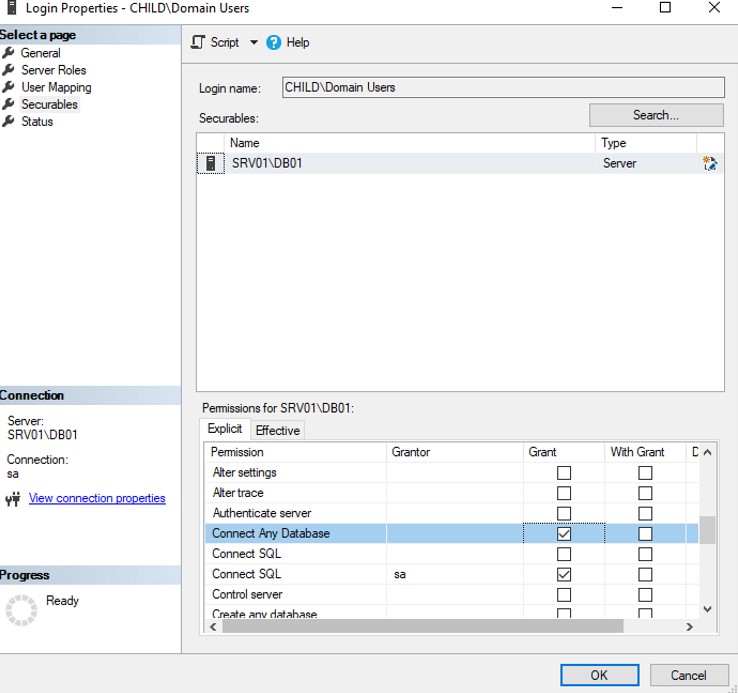 Login Properties - CHILD\Domain Users
Select a page
General
Server Roles
User Mapping
Securables
Status
Script
Help
Login name: CHILD\Domain Users
Securables: Search...
Name Type
SRV01\DB01 Server
Permissions for SRV01\DB01:
Explicit Effective
Permission Grantor Grant With Grant D
Alter settings
Alter trace
Authenticate server
Connect Any Database
Connect SQL
Connect SQL sa
Control server
Create any database
Connection
Server:
SRV01\DB01
Connection:
sa
View connection properties
Progress
Ready
OK Cancel